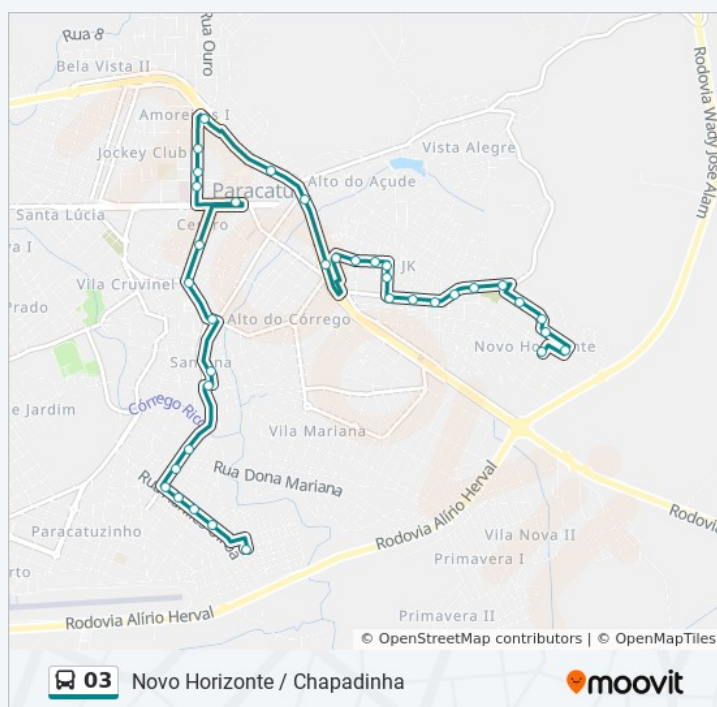 Rua 8
Rua Ouro
Bela Vista II
Rodovia Wady José Alam
Amoreiras I
Jockey Club
Vista Alegre
Paracatu
Alto do Açude
Santa Lúcia
Centro
a I
JK
Vila Cruvinel
Prado
Alto do Córrego
Novo Horizonte
Santana
e Jardim
Córrego Rico
Vila Mariana
Rua Dona Mariana
Rodovia Alírio Herval
Rodovia
Paracatuzinho
Vila Nova II
Primavera I
rto
Rodovia Alírio Herval
Primavera II
© OpenStreetMap contributors | © OpenMapTiles
03 Novo Horizonte / Chapadinha
moovit